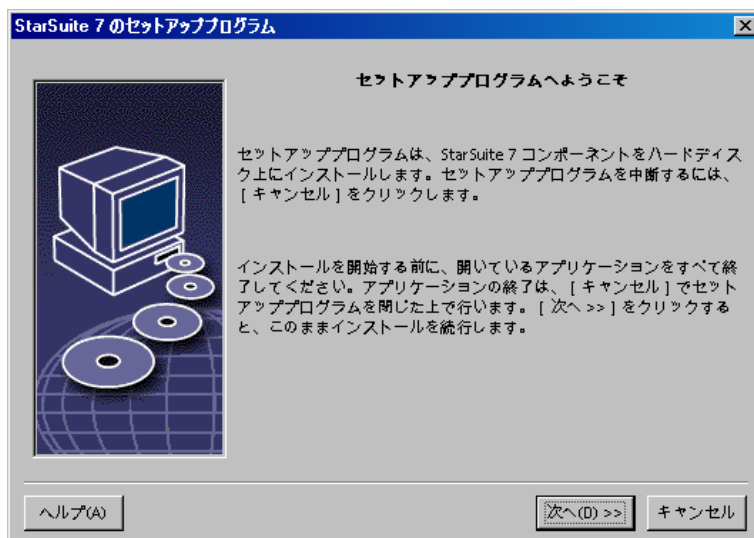 StarSuite 7 のセットアッププログラム
セットアッププログラムへようこそ
セットアッププログラムは、StarSuite 7 コンポーネントをハードディス
ク上にインストールします。セットアッププログラムを中断するには、
[ キャンセル ] をクリックします。
インストールを開始する前に、開いているアプリケーションをすべて終
了してください。アプリケーションの終了は、[ キャンセル ] でセット
アッププログラムを閉じた上で行います。[ 次へ >> ] をクリックする
と、このままインストールを続行します。
ヘルプ(A)
次へ(D) >>
キャンセル